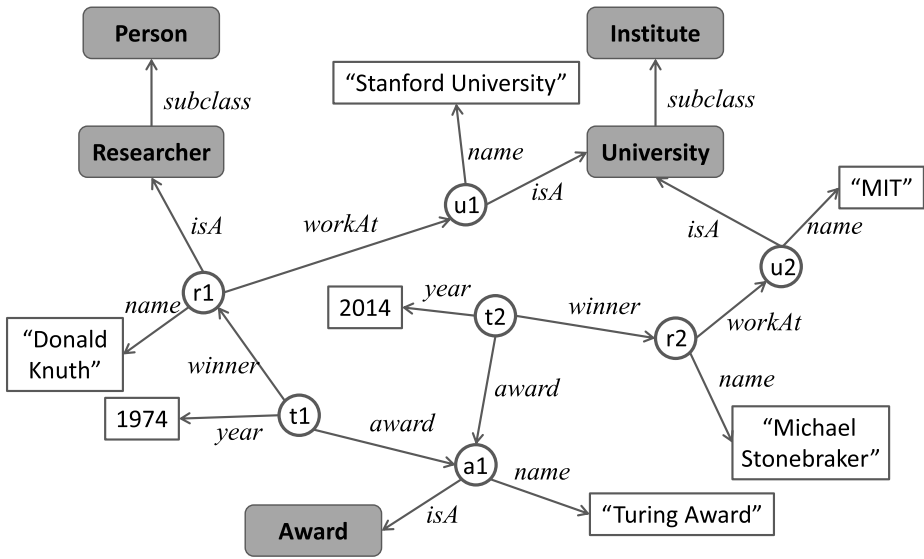 Person
Institute
“Stanford University”
subclass
subclass
Researcher
name
University
“MIT”
isA
workAt
u1
isA
isA
name
u2
r1
name
2014
year
t2
winner
r2
workAt
“Donald
Knuth”
winner
name
1974
year
t1
award
award
“Michael
Stonebraker”
a1
name
isA
“Turing Award”
Award